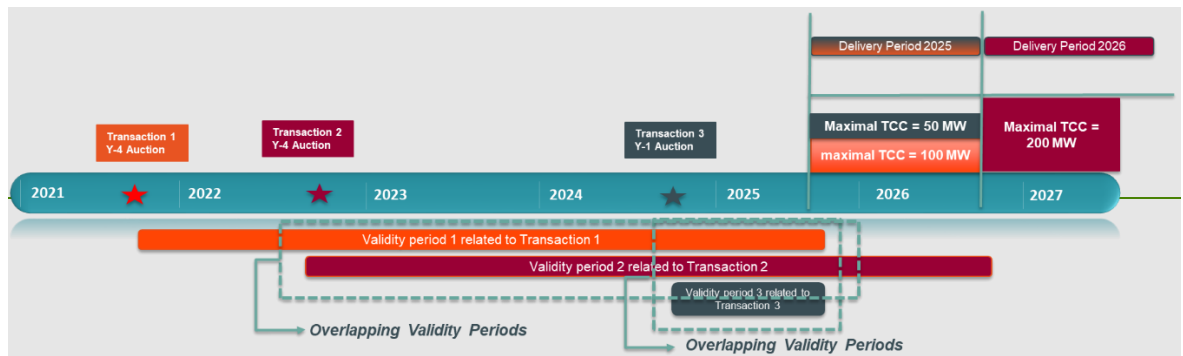 Delivery Period 2025
Delivery Period 2026
Transaction 1
Y-4 Auction
Transaction 2
Y-4 Auction
Transaction 3
Y-1 Auction
Maximal TCC = 50 MW
maximal TCC = 100 MW
Maximal TCC =
200 MW
2021
2022
2023
2024
2025
2026
2027
Validity period 1 related to Transaction 1
Validity period 2 related to Transaction 2
Validity period 3 related to
Transaction 3
Overlapping Validity Periods
Overlapping Validity Periods